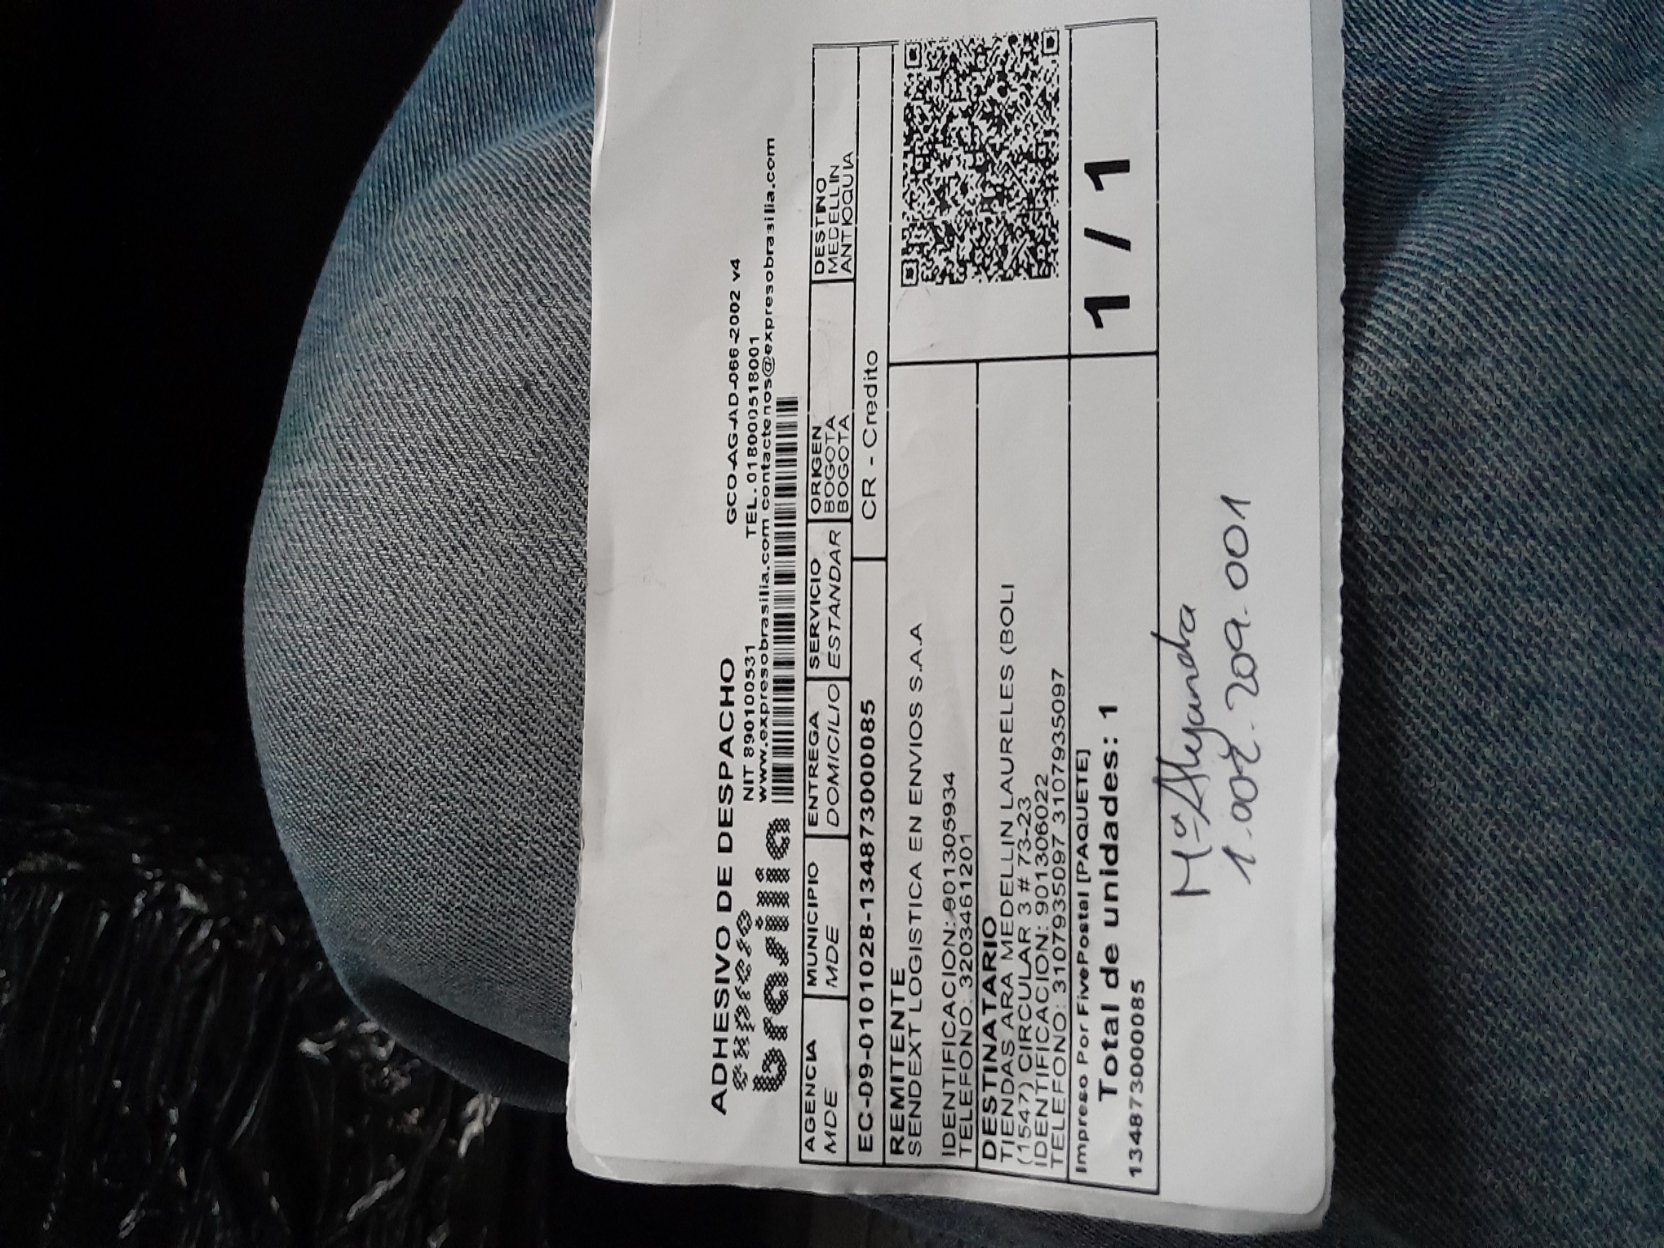 ADHESIVO DE DESPACHO
GCO-AG-AD-066-2002 v4
expreso
brasilia
NIT 890100531
TEL. 018000518001
www.expresobrasilia.com contactenos@expresobrasilia.com
AGENCIA MUNICIPIO ENTREGA SERVICIO ORIGEN DESTINO
MDE MDE DOMICILIO ESTANDAR BOGOTA MEDELLIN
BOGOTA ANTIOQUIA
EC-09-0101028-1348730000085 CR - Credito
REMITENTE
SENDEXT LOGISTICA EN ENVIOS S.A.A
IDENTIFICACION: 9013059934
TELEFONO: 3203461201
DESTINATARIO
TIENDAS ARA MEDELLIN LAURELES (BOLI
(1547) CIRCULAR 3 # 73-23
IDENTIFICACION: 901306022
TELEFONO: 3107935097 3107935097
Impreso Por FivePostal [PAQUETE]
Total de unidades: 1
1348730000085
1 / 1
Mª Alejandra
1.002.209.001